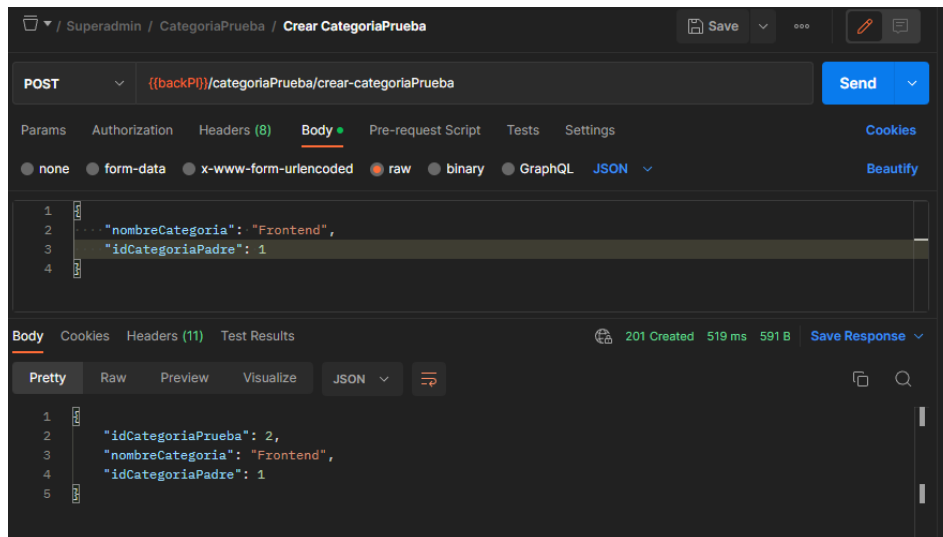 / Superadmin / CategoriaPrueba / Crear CategoriaPrueba Save
POST {{backPI}}/categoriaPrueba/crear-categoriaPrueba Send
Params Authorization Headers (8) Body Pre-request Script Tests Settings Cookies
none form-data x-www-form-urlencoded raw binary GraphQL JSON Beautify
1 {
2 "nombreCategoria": "Frontend",
3 "idCategoriaPadre": 1
4 }
Body Cookies Headers (11) Test Results 201 Created 519 ms 591 B Save Response
Pretty Raw Preview Visualize JSON
1 {
2 "idCategoriaPrueba": 2,
3 "nombreCategoria": "Frontend",
4 "idCategoriaPadre": 1
5 }